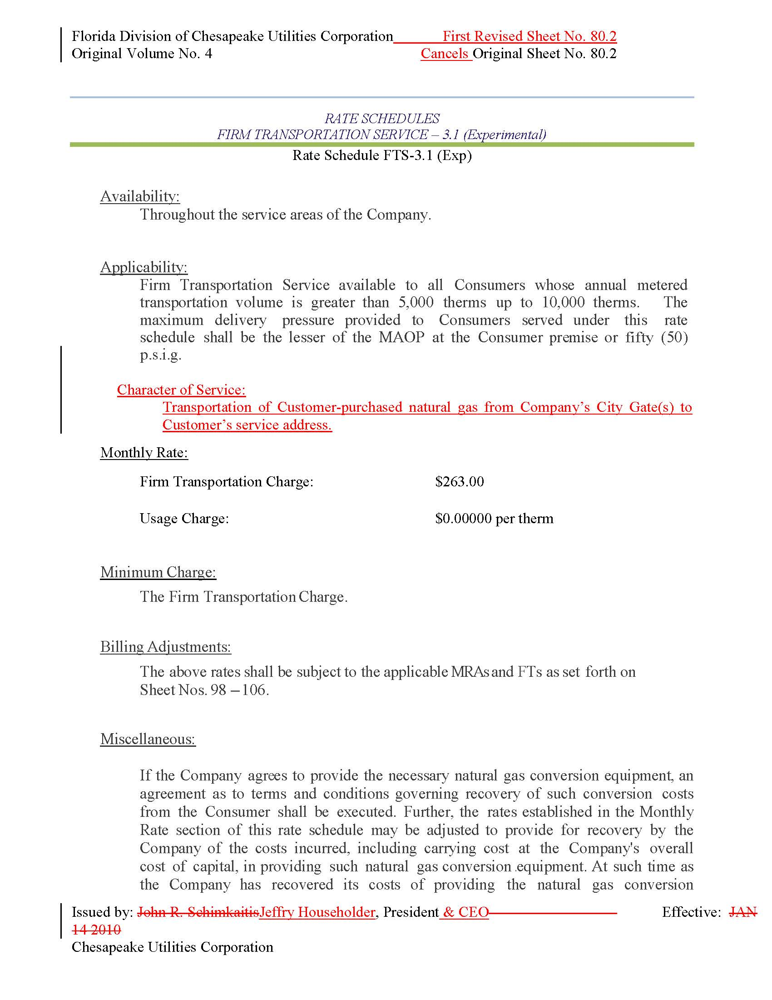 Florida Division of Chesapeake Utilities Corporation First Revised Sheet No. 80.2
Original Volume No. 4 Cancels Original Sheet No. 80.2
RATE SCHEDULES
FIRM TRANSPORTATION SERVICE – 3.1 (Experimental)
Rate Schedule FTS-3.1 (Exp)
Availability:
Throughout the service areas of the Company.
Applicability:
Firm Transportation Service available to all Consumers whose annual metered
transportation volume is greater than 5,000 therms up to 10,000 therms. The
maximum delivery pressure provided to Consumers served under this rate
schedule shall be the lesser of the MAOP at the Consumer premise or fifty (50)
p.s.i.g.
Character of Service:
Transportation of Customer-purchased natural gas from Company’s City Gate(s) to
Customer’s service address.
Monthly Rate:
Firm Transportation Charge: $263.00
Usage Charge: $0.00000 per therm
Minimum Charge:
The Firm Transportation Charge.
Billing Adjustments:
The above rates shall be subject to the applicable MRAs and FTs as set forth on
Sheet Nos. 98 – 106.
Miscellaneous:
If the Company agrees to provide the necessary natural gas conversion equipment, an
agreement as to terms and conditions governing recovery of such conversion costs
from the Consumer shall be executed. Further, the rates established in the Monthly
Rate section of this rate schedule may be adjusted to provide for recovery by the
Company of the costs incurred, including carrying cost at the Company's overall
cost of capital, in providing such natural gas conversion .equipment. At such time as
the Company has recovered its costs of providing the natural gas conversion
Issued by: John R. SchimkaitisJeffry Householder, President & CEO Effective: JAN
14 2010
Chesapeake Utilities Corporation